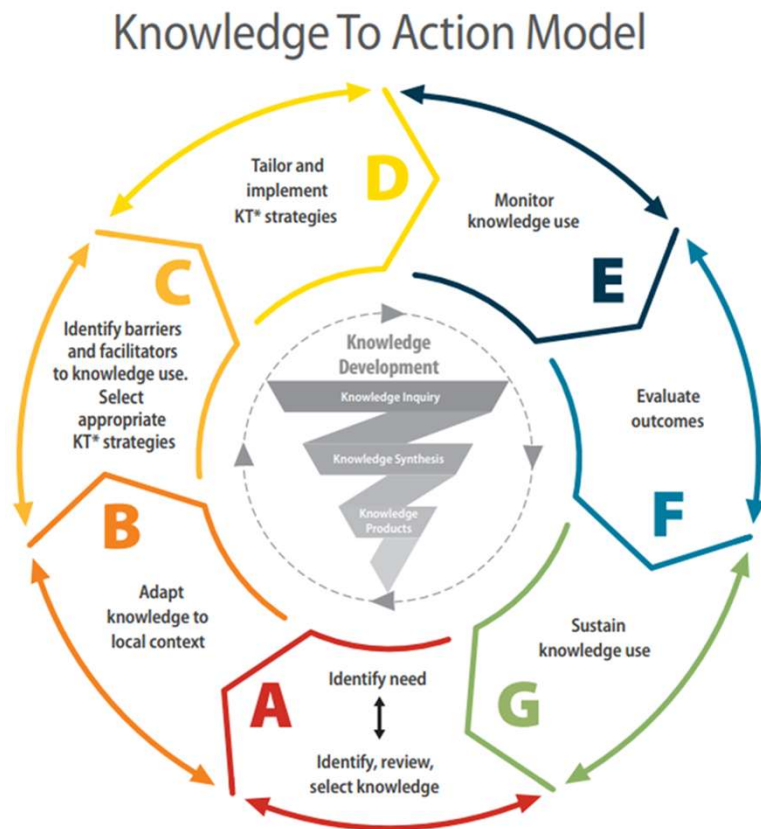 Knowledge To Action Model
D
Tailor and
implement
KT* strategies
Monitor
knowledge use
E
C
Identify barriers
and facilitators
to knowledge use.
Select
appropriate
KT* strategies
Knowledge
Development
Knowledge Inquiry
Knowledge Synthesis
Knowledge
Products
Evaluate
outcomes
F
B
Adapt
knowledge to
local context
A
Identify need
Identify, review,
select knowledge
Sustain
knowledge use
G